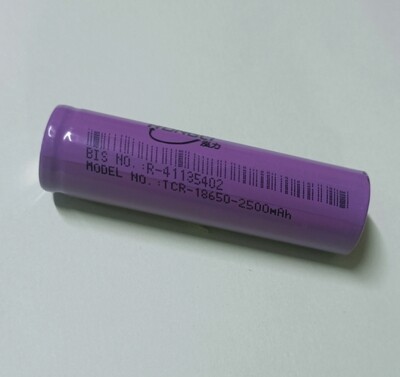 BIS NO.:R-41135402
MODEL NO.:TCR-18650-2500mAh